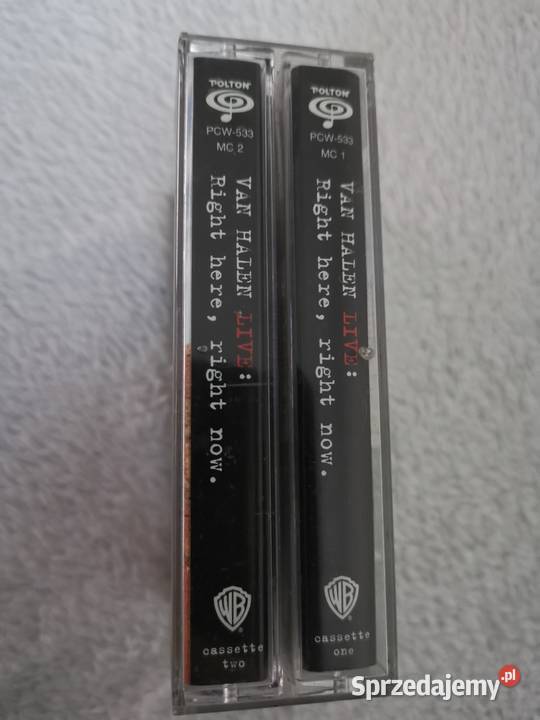 POLTON
PCW-533
MC 2
VAN HALEN LIVE:
Right here, right now.
WB
cassette
two
POLTON
PCW-533
MC 1
VAN HALEN LIVE:
Right here, right now.
WB
cassette
one
Sprzedajemy.pl